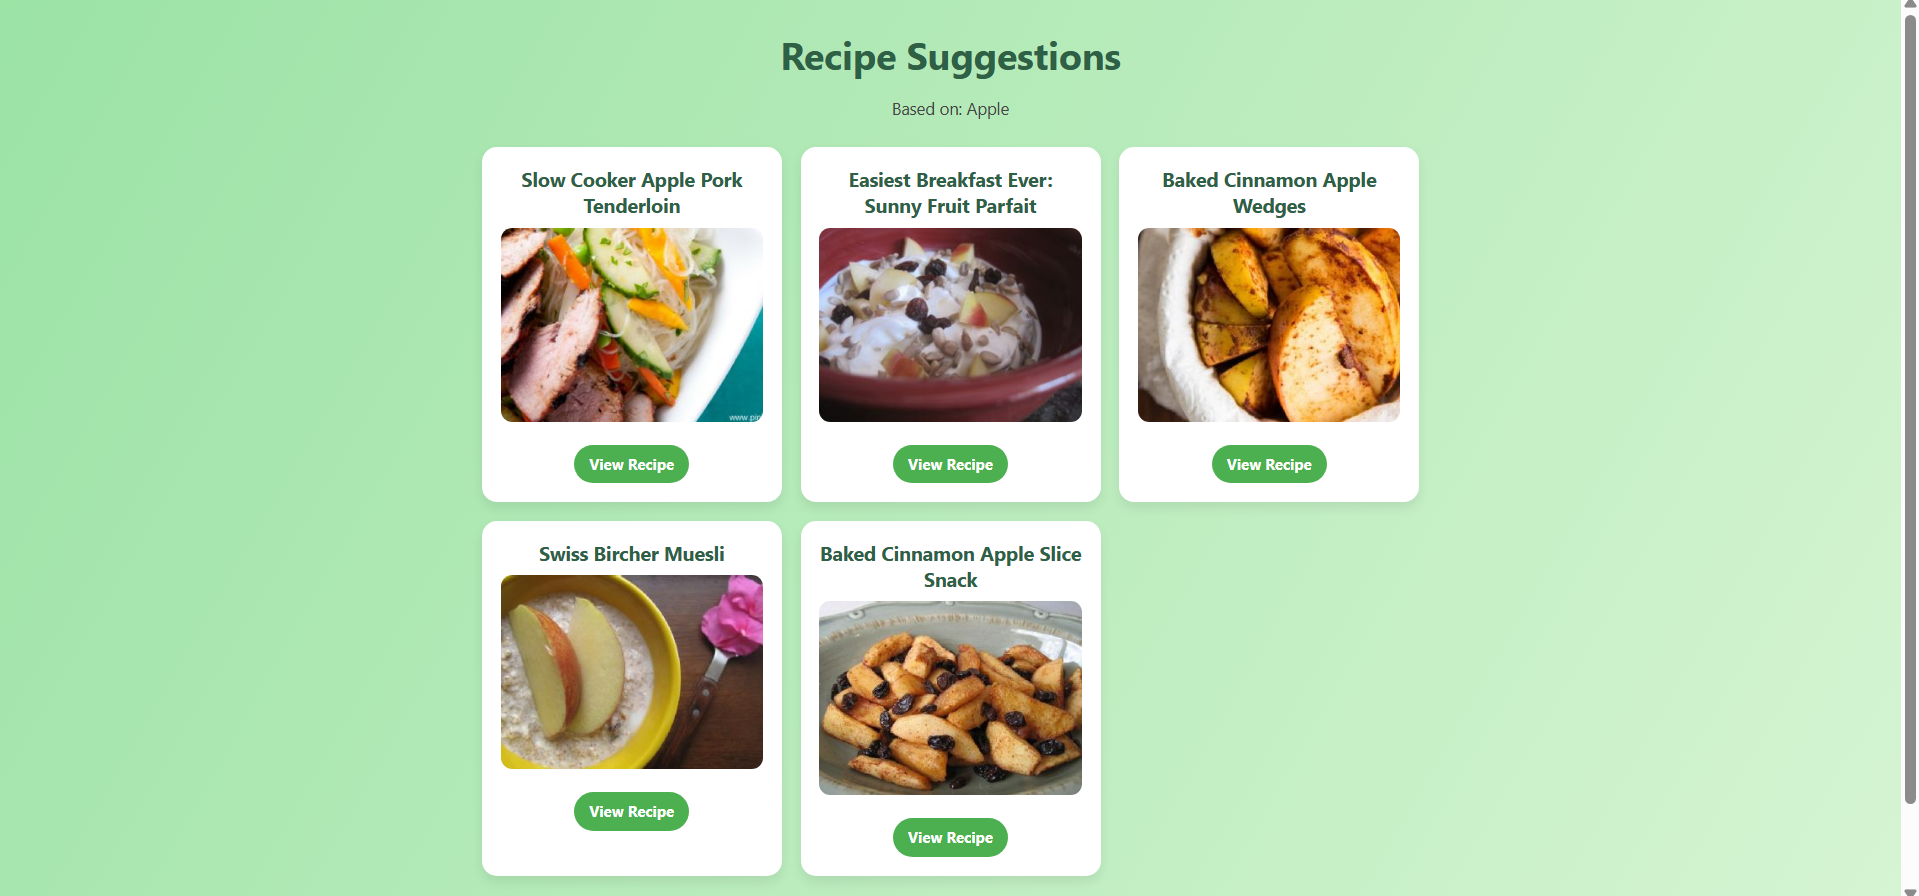 Recipe Suggestions
Based on: Apple
Slow Cooker Apple Pork
Tenderloin
View Recipe
Easiest Breakfast Ever:
Sunny Fruit Parfait
View Recipe
Baked Cinnamon Apple
Wedges
View Recipe
Swiss Bircher Muesli
View Recipe
Baked Cinnamon Apple Slice
Snack
View Recipe